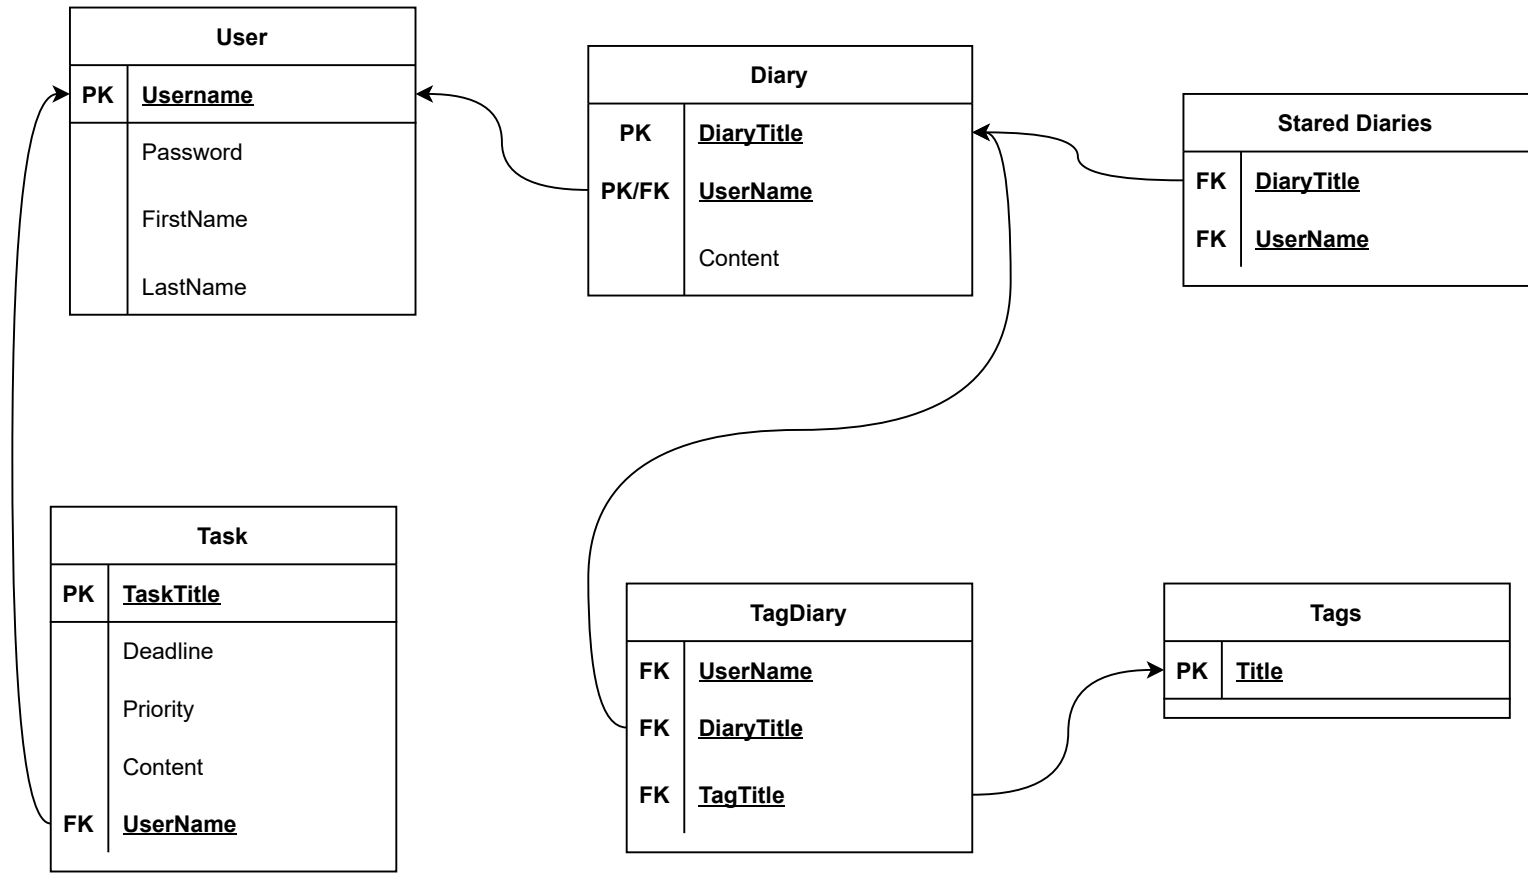 User
PK Username
Password
FirstName
LastName
Diary
PK DiaryTitle
PK/FK UserName
Content
Stared Diaries
FK DiaryTitle
FK UserName
Task
PK TaskTitle
Deadline
Priority
Content
FK UserName
TagDiary
FK UserName
FK DiaryTitle
FK TagTitle
Tags
PK Title